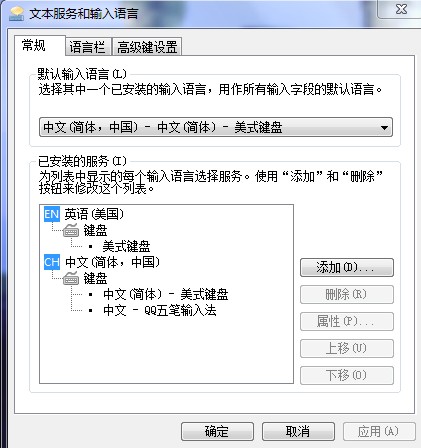 文本服务和输入语言
常规 语言栏 高级键设置
默认输入语言(L)
选择其中一个已安装的输入语言，用作所有输入字段的默认语言。
中文(简体，中国) - 中文(简体) - 美式键盘
已安装的服务(I)
为列表中显示的每个输入语言选择服务。使用“添加”和“删除”
按钮来修改这个列表。
EN 英语(美国)
键盘
美式键盘
CH 中文(简体，中国)
键盘
中文(简体) - 美式键盘
中文 - QQ五笔输入法
添加(D)...
删除(R)
属性(P)...
上移(U)
下移(O)
确定 取消 应用(A)